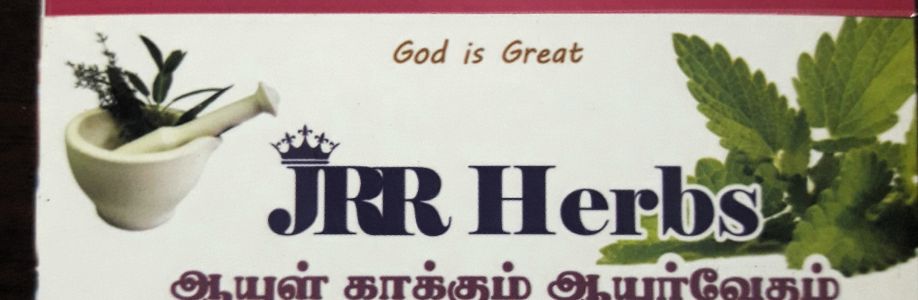 God is Great
JRR Herbs
ஆயுள் காக்கும் ஆயுர்வேதம்